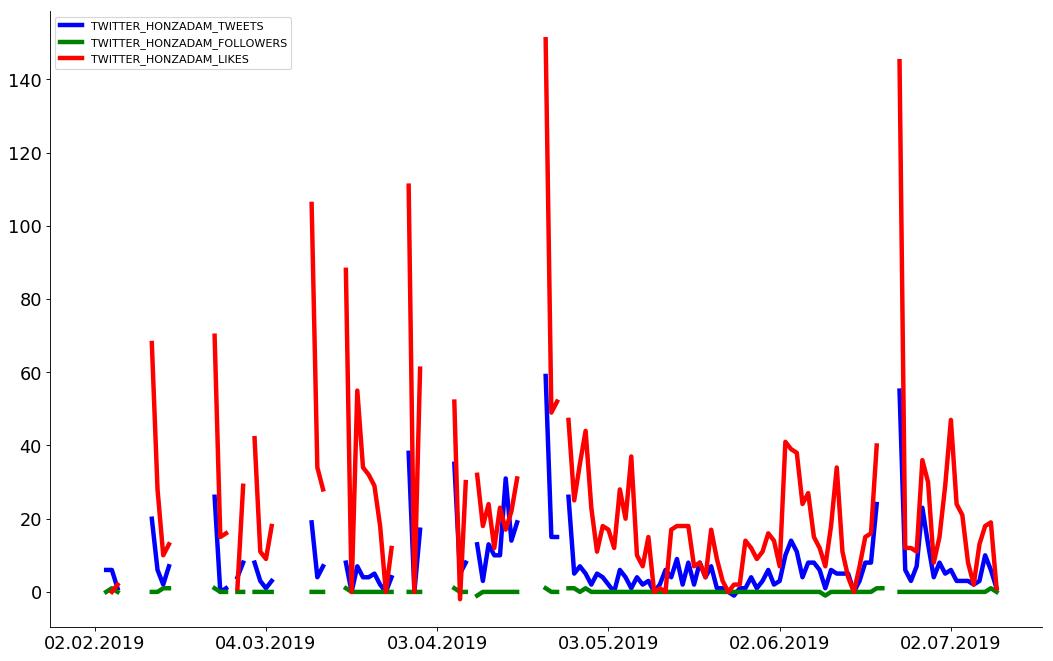 TWITTER_HONZADAM_TWEETS
TWITTER_HONZADAM_FOLLOWERS
TWITTER_HONZADAM_LIKES
140
120
100
80
60
40
20
0
02.02.2019 04.03.2019 03.04.2019 03.05.2019 02.06.2019 02.07.2019